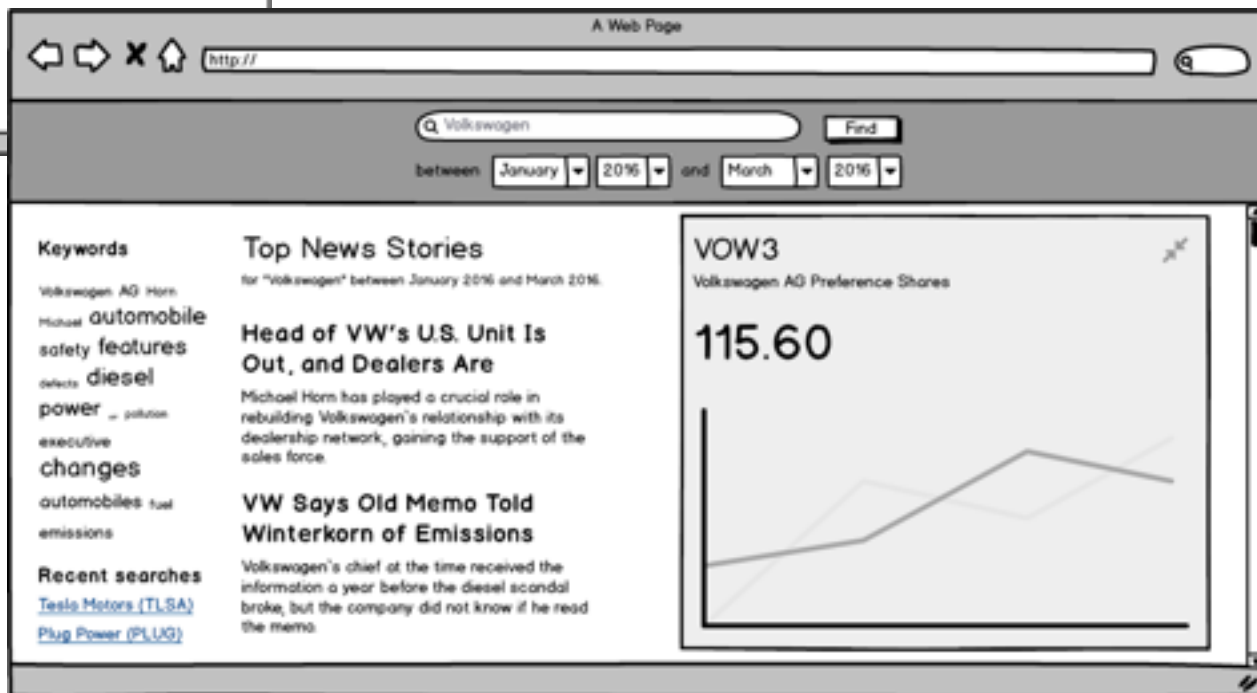 A Web Page
http://
Volkswagen
Find
between January 2016 and March 2016
Keywords
Volkswagen AG Horn
Michael automobile
safety features
defects diesel
power pollution
executive
changes
automobiles fuel
emissions
Recent searches
Tesla Motors (TLSA)
Plug Power (PLUG)
Top News Stories
for "Volkswagen" between January 2016 and March 2016.
Head of VW's U.S. Unit Is
Out, and Dealers Are
Michael Horn has played a crucial role in
rebuilding Volkswagen's relationship with its
dealership network, gaining the support of the
sales force.
VW Says Old Memo Told
Winterkorn of Emissions
Volkswagen's chief at the time received the
information a year before the diesel scandal
broke, but the company did not know if he read
the memo.
VOW3
Volkswagen AG Preference Shares
115.60